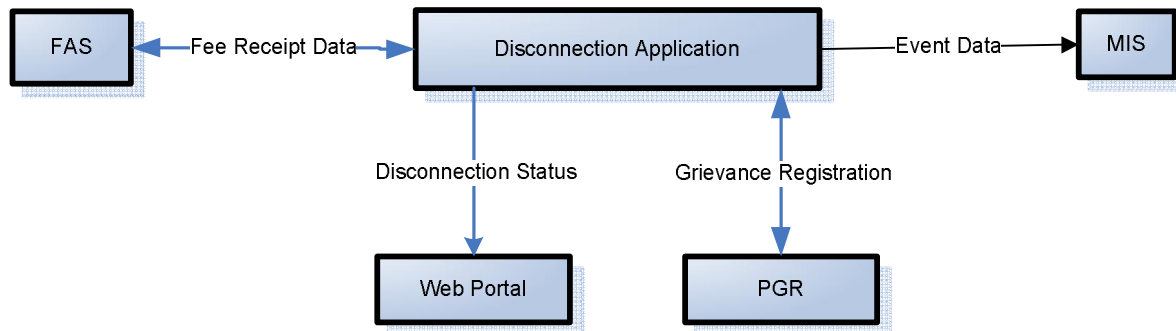 FAS
Fee Receipt Data
Disconnection Application
Event Data
MIS
Disconnection Status
Grievance Registration
Web Portal
PGR